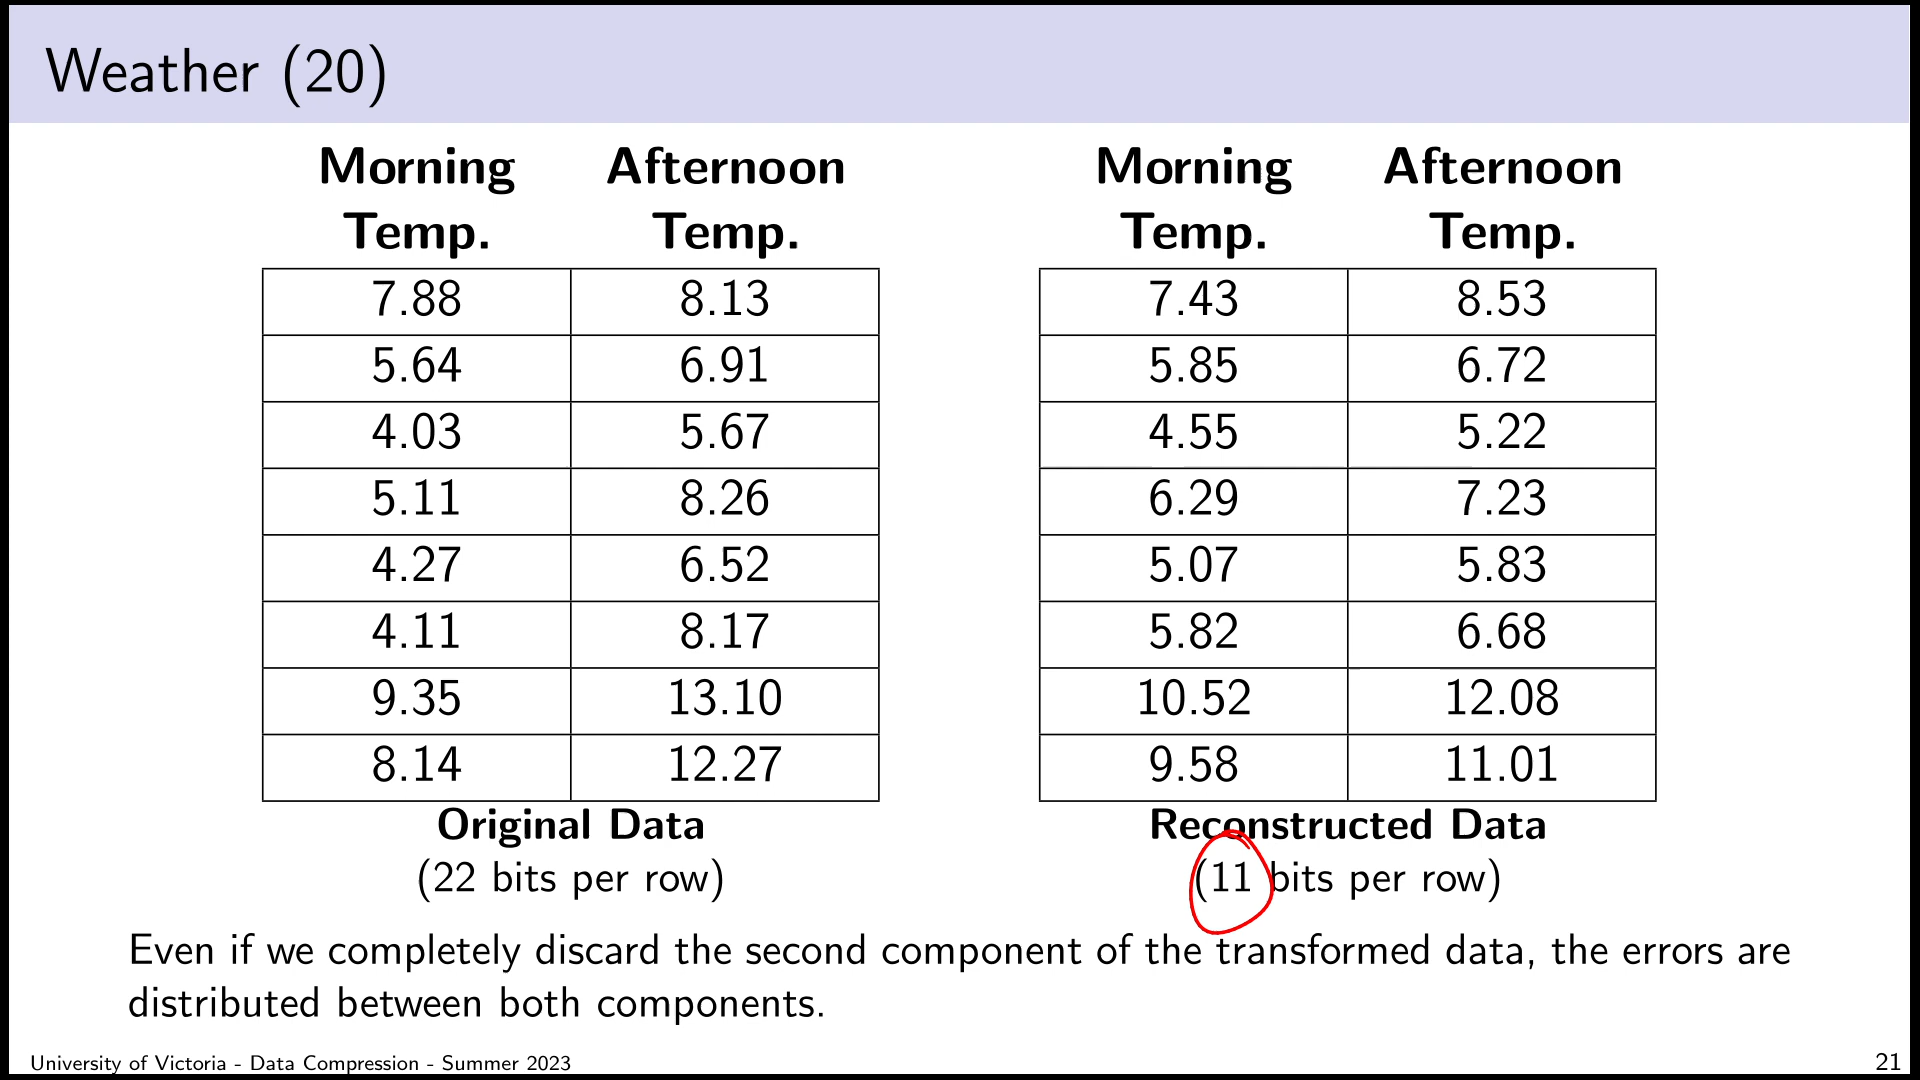 Weather (20)
Morning Afternoon Morning Afternoon
Temp. Temp. Temp. Temp.
7.88 8.13 7.43 8.53
5.64 6.91 5.85 6.72
4.03 5.67 4.55 5.22
5.11 8.26 6.29 7.23
4.27 6.52 5.07 5.83
4.11 8.17 5.82 6.68
9.35 13.10 10.52 12.08
8.14 12.27 9.58 11.01
Original Data Reconstructed Data
(22 bits per row) (11 bits per row)
Even if we completely discard the second component of the transformed data, the errors are
distributed between both components.
University of Victoria - Data Compression - Summer 2023 21